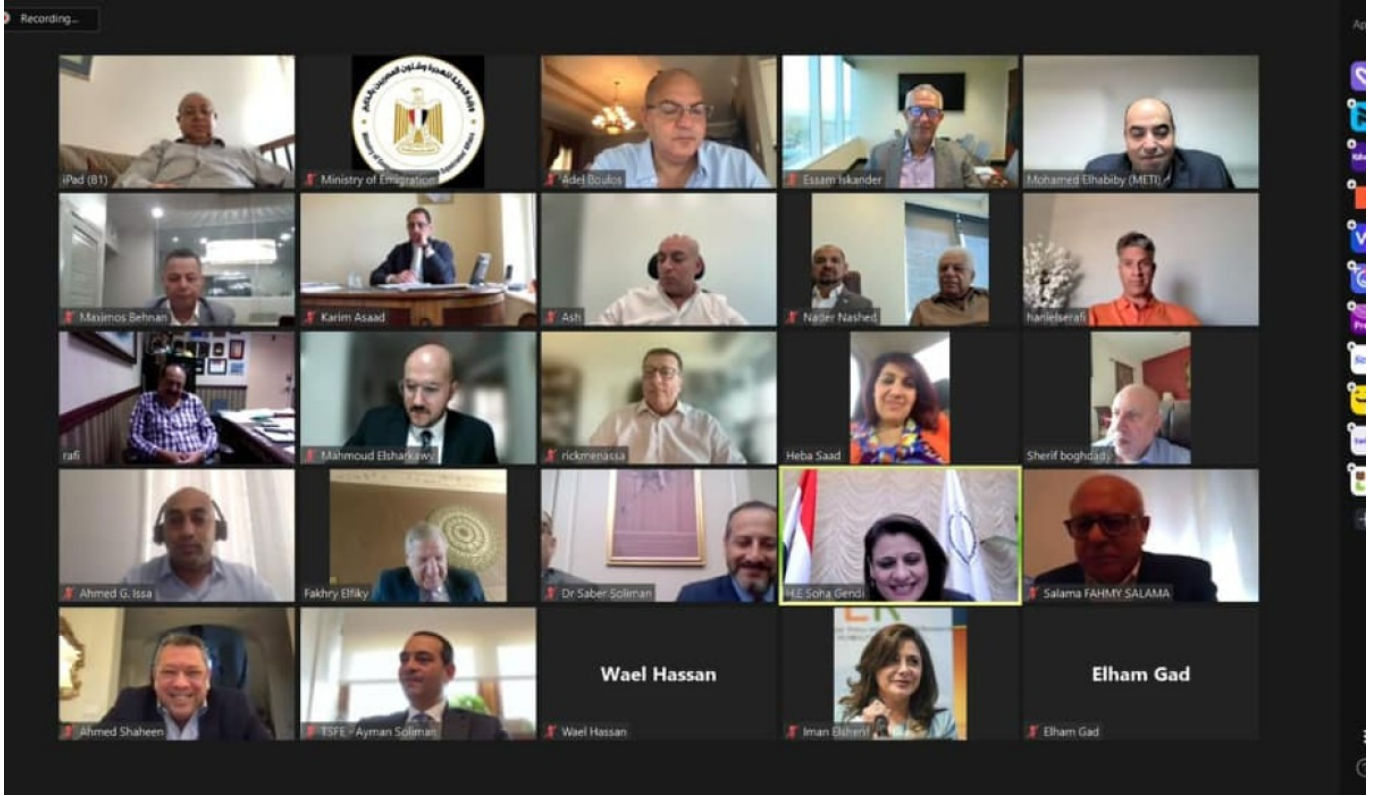 Recording...
Ap
iPad (81)
Ministry of Emigration
Adel Boulos
Essam Iskander
Mohamed Elhabiby (METI)
Maximos Behnan
Karim Asaad
Ash
Nader Nashed
hanielserafi
rafi
Mahmoud Elsharkawy
rickmenassa
Heba Saad
Sherif boghdady
Ahmed G. Issa
Fakhry Elfiky
Dr Saber Soliman
H.E Soha Gendi
Salama FAHMY SALAMA
Ahmed Shaheen
TSFE - Ayman Soliman
Wael Hassan
Wael Hassan
Iman Elsherif
Elham Gad
Elham Gad